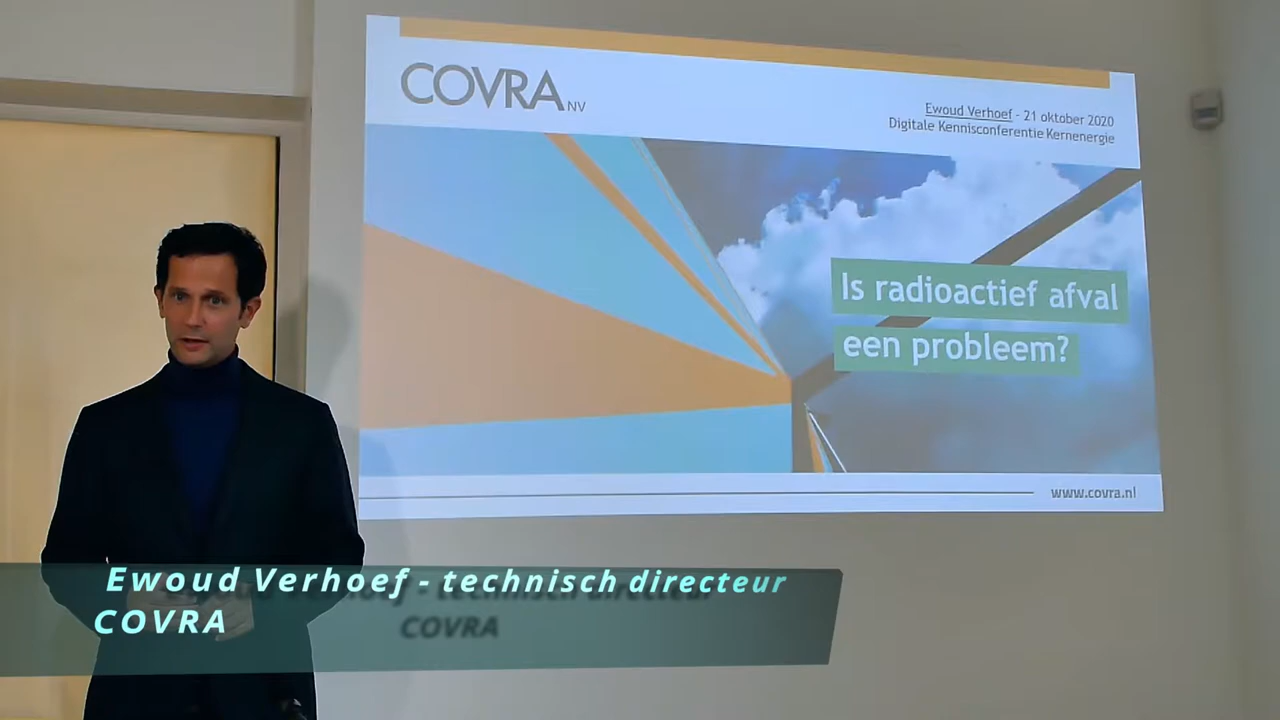 COVRA NV
Ewoud Verhoef - 21 oktober 2020
Digitale Kennisconferentie Kernenergie
Is radioactief afval
een probleem?
www.covra.nl
Ewoud Verhoef - technisch directeur
COVRA